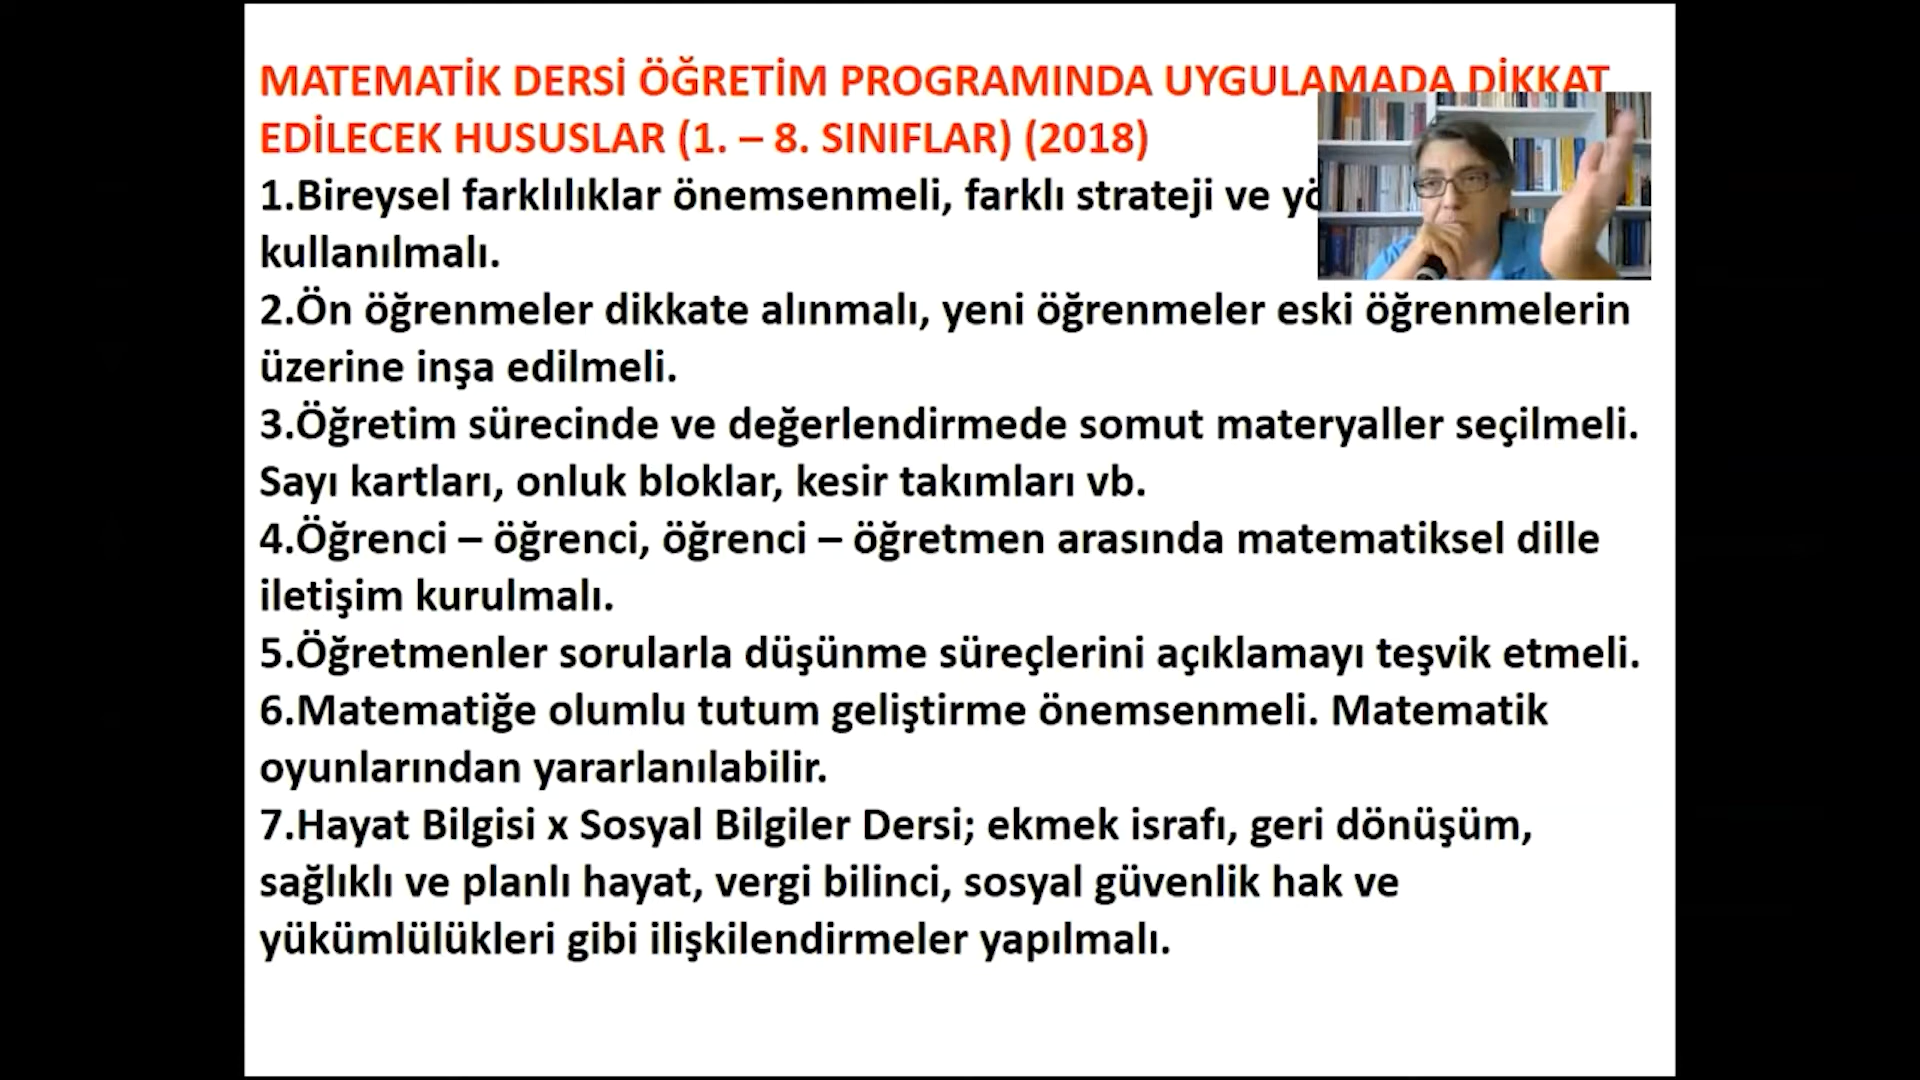 MATEMATİK DERSİ ÖĞRETİM PROGRAMINDA UYGULAMADA DİKKAT
EDİLECEK HUSUSLAR (1. – 8. SINIFLAR) (2018)
1.Bireysel farklılıklar önemsenmeli, farklı strateji ve
kullanılmalı.
2.Ön öğrenmeler dikkate alınmalı, yeni öğrenmeler eski öğrenmelerin
üzerine inşa edilmeli.
3.Öğretim sürecinde ve değerlendirmede somut materyaller seçilmeli.
Sayı kartları, onluk bloklar, kesir takımları vb.
4.Öğrenci – öğrenci, öğrenci – öğretmen arasında matematiksel dille
iletişim kurulmalı.
5.Öğretmenler sorularla düşünme süreçlerini açıklamayı teşvik etmeli.
6.Matematiğe olumlu tutum geliştirme önemsenmeli. Matematik
oyunlarından yararlanılabilir.
7.Hayat Bilgisi x Sosyal Bilgiler Dersi; ekmek israfı, geri dönüşüm,
sağlıklı ve planlı hayat, vergi bilinci, sosyal güvenlik hak ve
yükümlülükleri gibi ilişkilendirmeler yapılmalı.